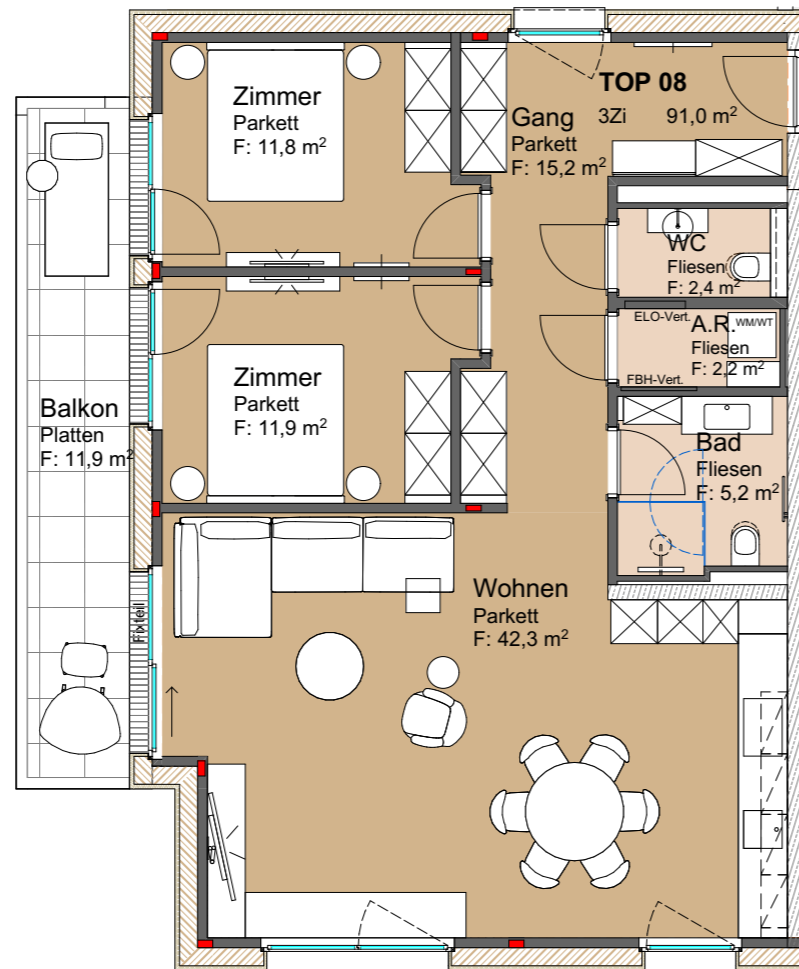 TOP 08
3Zi 91,0 m²
Zimmer
Parkett
F: 11,8 m²
Gang
Parkett
F: 15,2 m²
WC
Fliesen
F: 2,4 m²
ELO-Vert.
A.R.
WM/WT
Fliesen
F: 2,2 m²
FBH-Vert.
Zimmer
Parkett
F: 11,9 m²
Balkon
Platten
F: 11,9 m²
Bad
Fliesen
F: 5,2 m²
Wohnen
Parkett
F: 42,3 m²
Fixteil